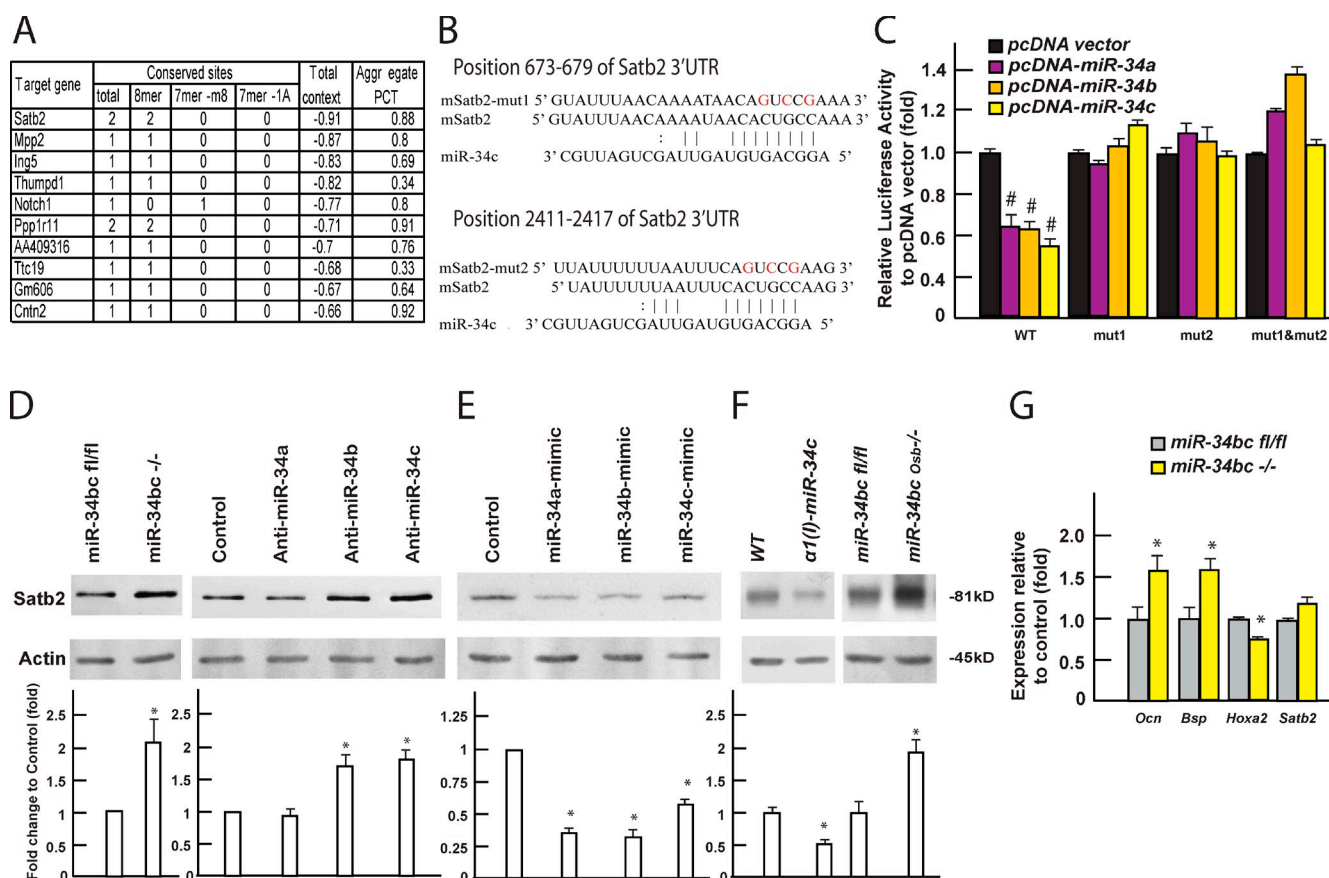 A
Target gene Conserved sites Total context Aggr egate PCT
total 8mer 7mer -m8 7mer -1A
Satb2 2 2 0 0 -0.91 0.88
Mpp2 1 1 0 0 -0.87 0.8
Ing5 1 1 0 0 -0.83 0.69
Thumpd1 1 1 0 0 -0.82 0.34
Notch1 1 0 1 0 -0.77 0.8
Ppp1r11 2 2 0 0 -0.71 0.91
AA409316 1 1 0 0 -0.7 0.76
Ttc19 1 1 0 0 -0.68 0.33
Gm606 1 1 0 0 -0.67 0.64
Cntn2 1 1 0 0 -0.66 0.92
B
Position 673-679 of Satb2 3'UTR
mSatb2-mut1 5' GUAUUUAACAAAAUAACAGUCCGAAA 3'
mSatb2 5' GUAUUUAACAAAAUAACACUGCCAAA 3'
: || ||||||||
miR-34c 3' CGUUAGUCGAUUGAUGUGACGGA 5'
Position 2411-2417 of Satb2 3'UTR
mSatb2-mut2 5' UUAUUUUUUAAUUUCAGUCCGAAG 3'
mSatb2 5' UAUUUUUUAAUUUCACUGCCAAG 3'
: ||| |||||||
miR-34c 3' CGUUAGUCGAUUGAUGUGACGGA 5'
C
pcDNA vector
pcDNA-miR-34a
pcDNA-miR-34b
pcDNA-miR-34c
Relative Luciferase Activity
to pcDNA vector (fold)
1.4
1.2
1.0
0.8
0.6
0.4
0.2
0
# # #
WT mut1 mut2 mut1&mut2
D
miR-34bc fl/fl
miR-34bc -/-
Control
Anti-miR-34a
Anti-miR-34b
Anti-miR-34c
Satb2
Actin
Fold change to Control (fold)
2.5
2
1.5
1
0.5
0
*
2.5
2
1.5
1
0.5
0
* *
E
Control
miR-34a-mimic
miR-34b-mimic
miR-34c-mimic
1.25
1
0.75
0.5
0.25
0
* * *
F
WT
α1(I)-miR-34c
miR-34bc fl/fl
miR-34bc Osb-/-
-81kD
-45kD
2.5
2
1.5
1
0.5
0
* *
G
miR-34bc fl/fl
miR-34bc -/-
Expression relative
to control (fold)
2.0
1.5
1.0
0.5
0
* * *
Ocn Bsp Hoxa2 Satb2